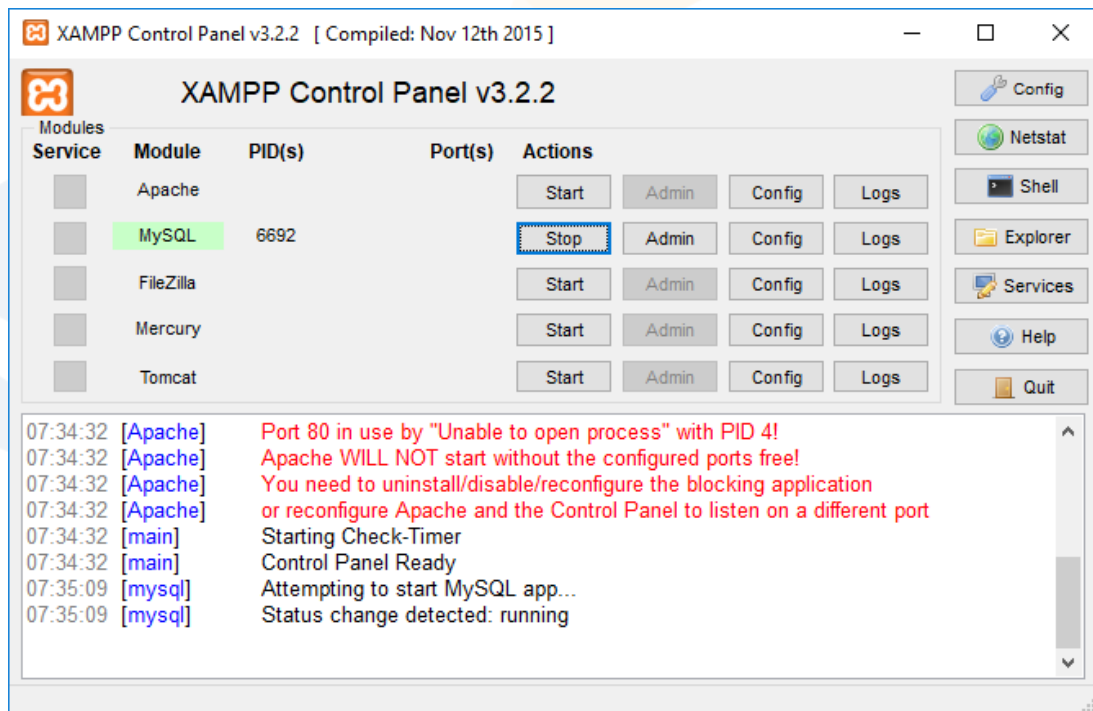 XAMPP Control Panel v3.2.2 [ Compiled: Nov 12th 2015 ]
XAMPP Control Panel v3.2.2
Config
Modules
Service Module PID(s) Port(s) Actions
Netstat
Apache Start Admin Config Logs
Shell
MySQL 6692 Stop Admin Config Logs
Explorer
FileZilla Start Admin Config Logs
Services
Mercury Start Admin Config Logs
Help
Tomcat Start Admin Config Logs
Quit
07:34:32 [Apache] Port 80 in use by "Unable to open process" with PID 4!
07:34:32 [Apache] Apache WILL NOT start without the configured ports free!
07:34:32 [Apache] You need to uninstall/disable/reconfigure the blocking application
07:34:32 [Apache] or reconfigure Apache and the Control Panel to listen on a different port
07:34:32 [main] Starting Check-Timer
07:34:32 [main] Control Panel Ready
07:35:09 [mysql] Attempting to start MySQL app...
07:35:09 [mysql] Status change detected: running